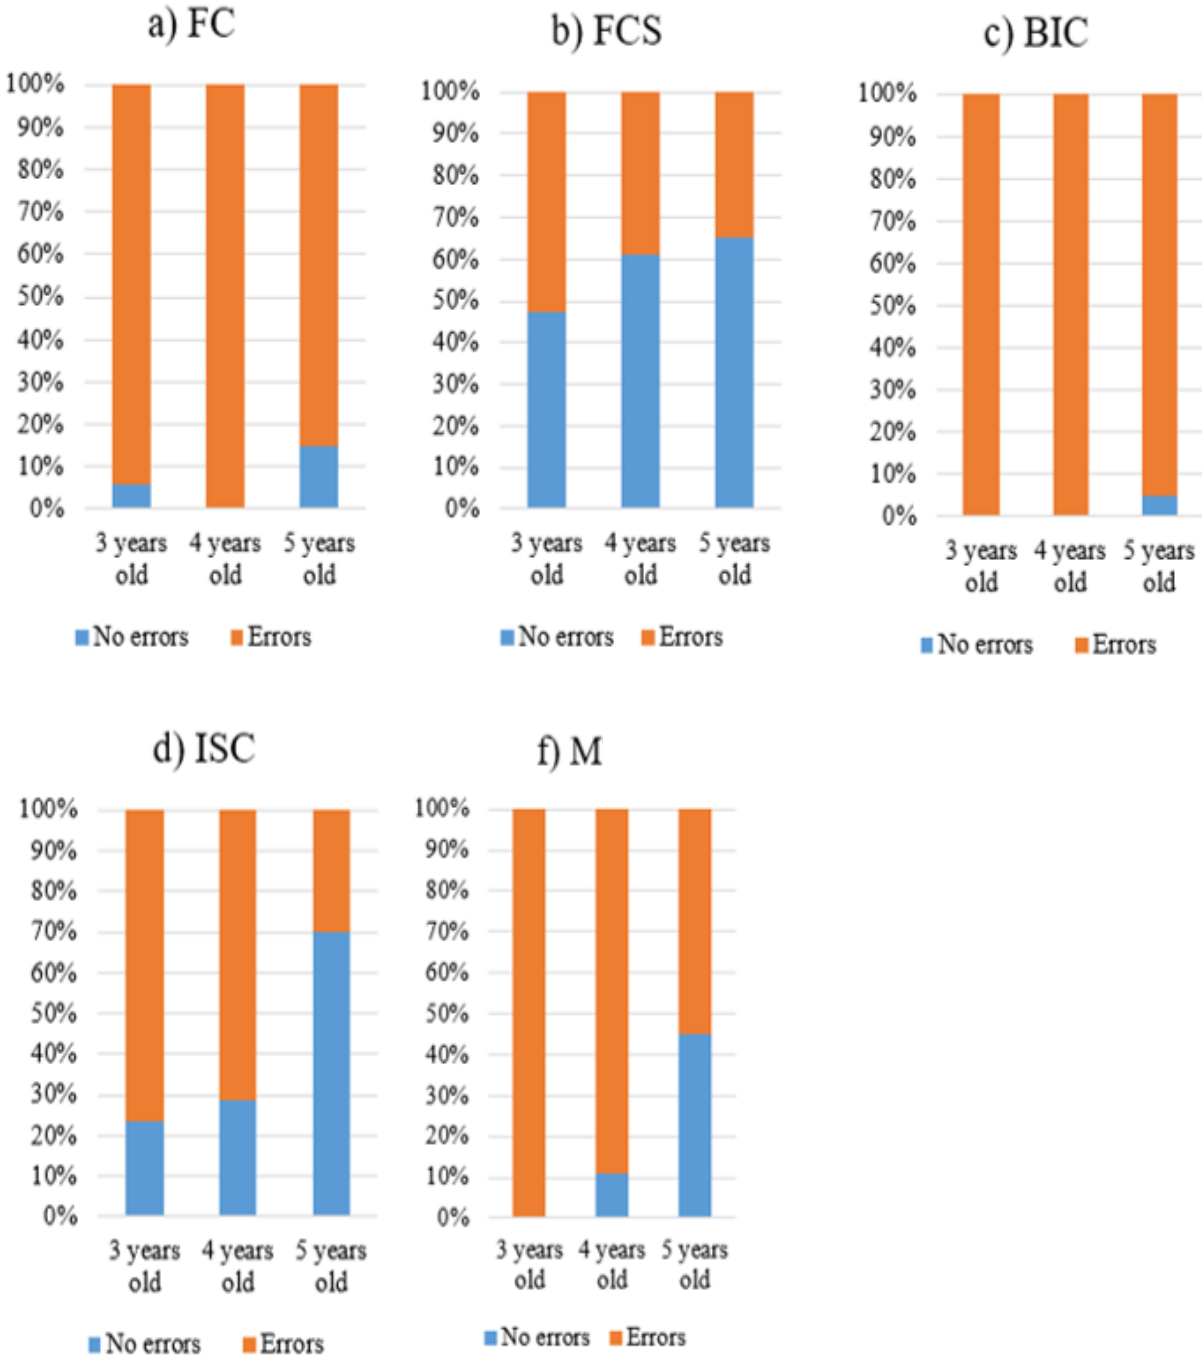 a) FC
100%
90%
80%
70%
60%
50%
40%
30%
20%
10%
0%
3 years old
4 years old
5 years old
No errors
Errors
b) FCS
100%
90%
80%
70%
60%
50%
40%
30%
20%
10%
0%
3 years old
4 years old
5 years old
No errors
Errors
c) BIC
100%
90%
80%
70%
60%
50%
40%
30%
20%
10%
0%
3 years old
4 years old
5 years old
No errors
Errors
d) ISC
100%
90%
80%
70%
60%
50%
40%
30%
20%
10%
0%
3 years old
4 years old
5 years old
No errors
Errors
f) M
100%
90%
80%
70%
60%
50%
40%
30%
20%
10%
0%
3 years old
4 years old
5 years old
No errors
Errors